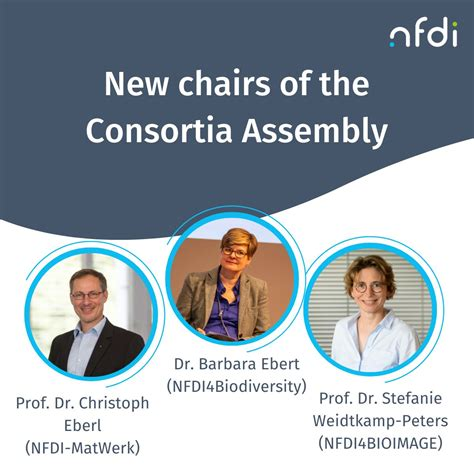 nfdi
New chairs of the
Consortia Assembly
Dr. Barbara Ebert
(NFDI4Biodiversity)
Prof. Dr. Christoph
Eberl
(NFDI-MatWerk)
Prof. Dr. Stefanie
Weidtkamp-Peters
(NFDI4BIOIMAGE)